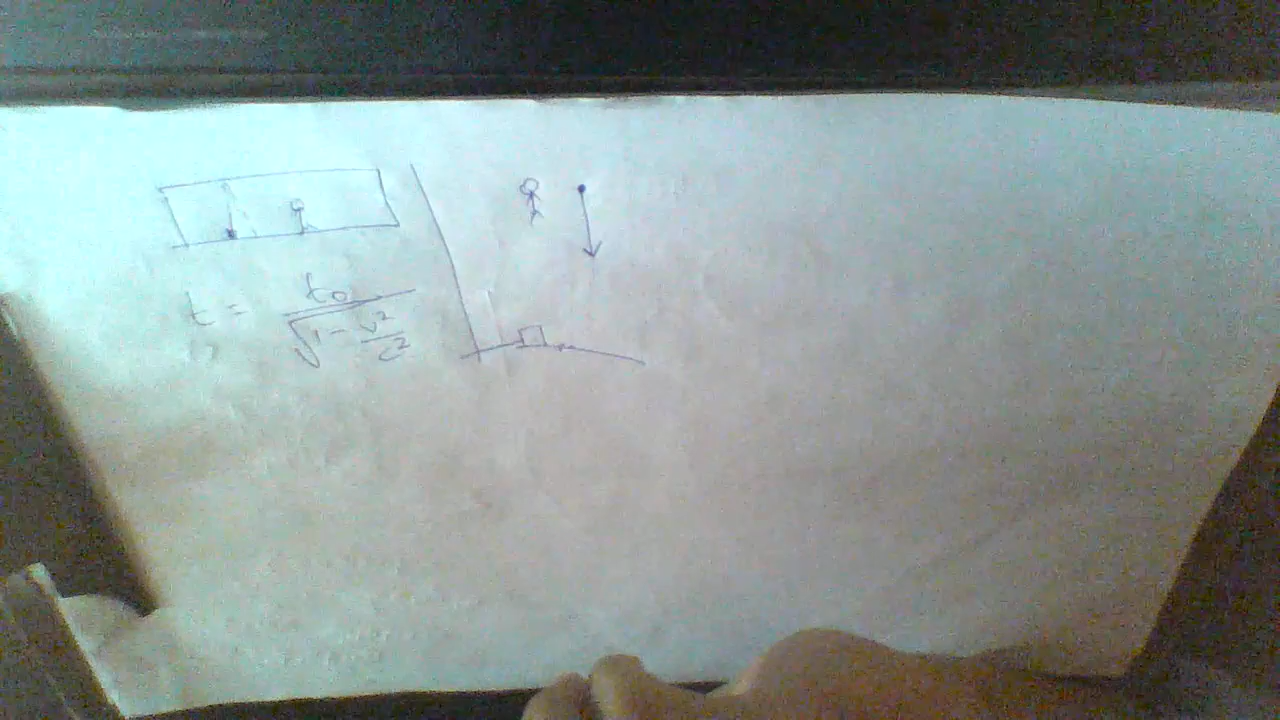 t = t₀ / √(1 - v²/c²)